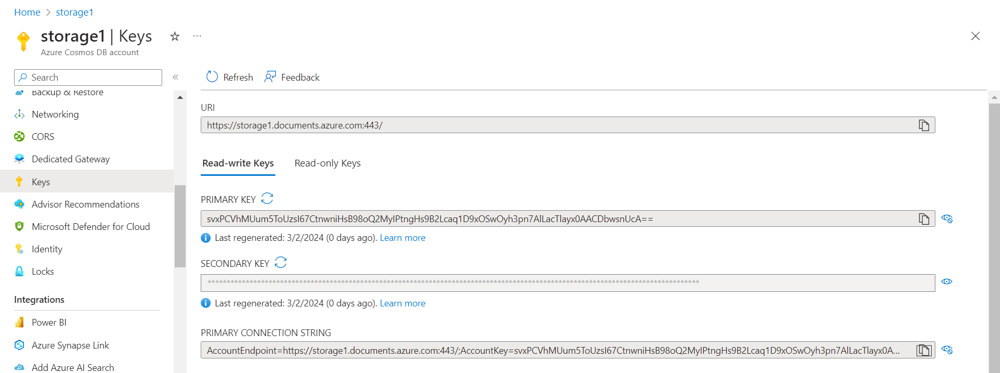 Home > storage1
storage1 | Keys ☆ ...
Azure Cosmos DB account
Search «
Backup & Restore
Networking
CORS
Dedicated Gateway
Keys
Advisor Recommendations
Microsoft Defender for Cloud
Identity
Locks
Integrations
Power BI
Azure Synapse Link
Add Azure AI Search
Refresh Feedback
URI
https://storage1.documents.azure.com:443/
Read-write Keys Read-only Keys
PRIMARY KEY
svxPCVhMUum5ToUzsI67CtnwniHsB98oQ2MyIPtngHs9B2Lcaq1D9xOSwOyh3pn7AlLacTlayx0AACDbwsnUcA==
Last regenerated: 3/2/2024 (0 days ago). Learn more
SECONDARY KEY
************************************************************************************************************************************
Last regenerated: 3/2/2024 (0 days ago). Learn more
PRIMARY CONNECTION STRING
AccountEndpoint=https://storage1.documents.azure.com:443/;AccountKey=svxPCVhMUum5ToUzsI67CtnwniHsB98oQ2MyIPtngHs9B2Lcaq1D9xOSwOyh3pn7AlLacTlayx0A...